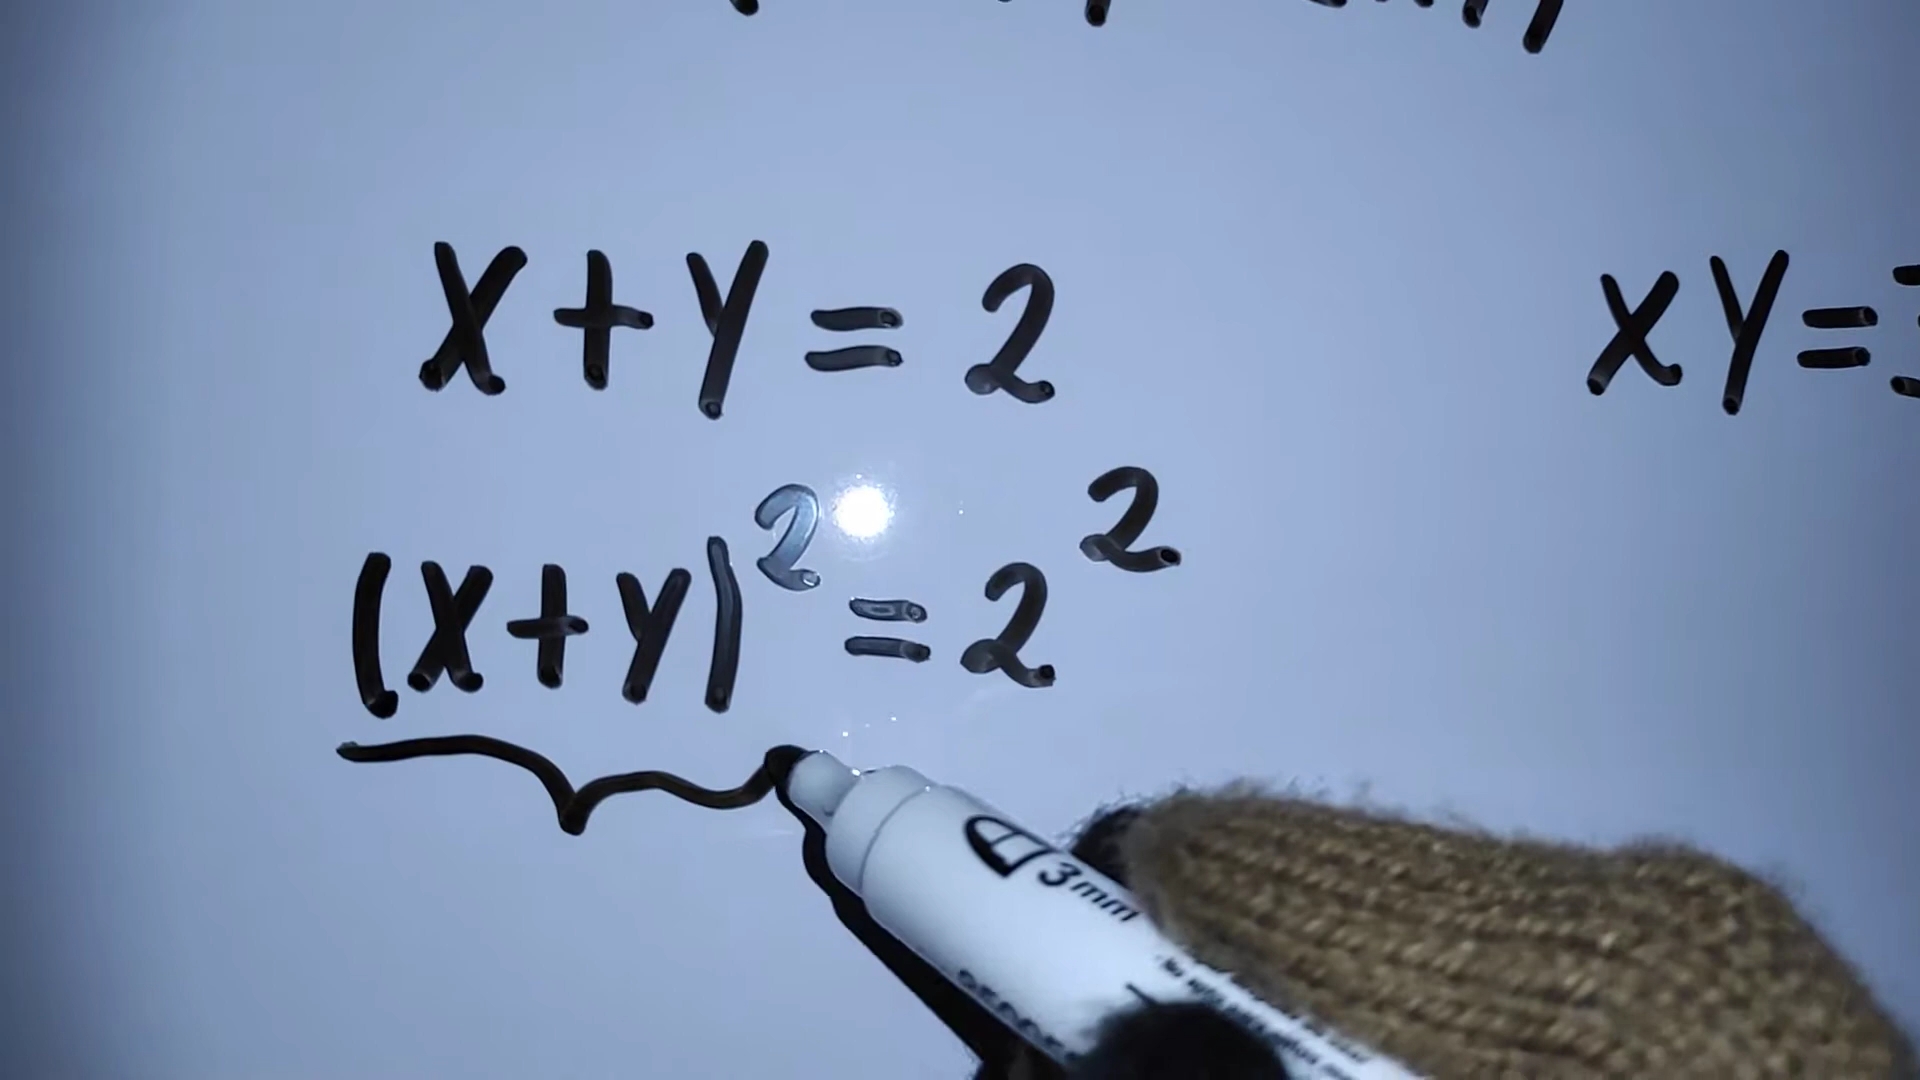 x+y=2
xy=
(x+y)²=2²
3mm